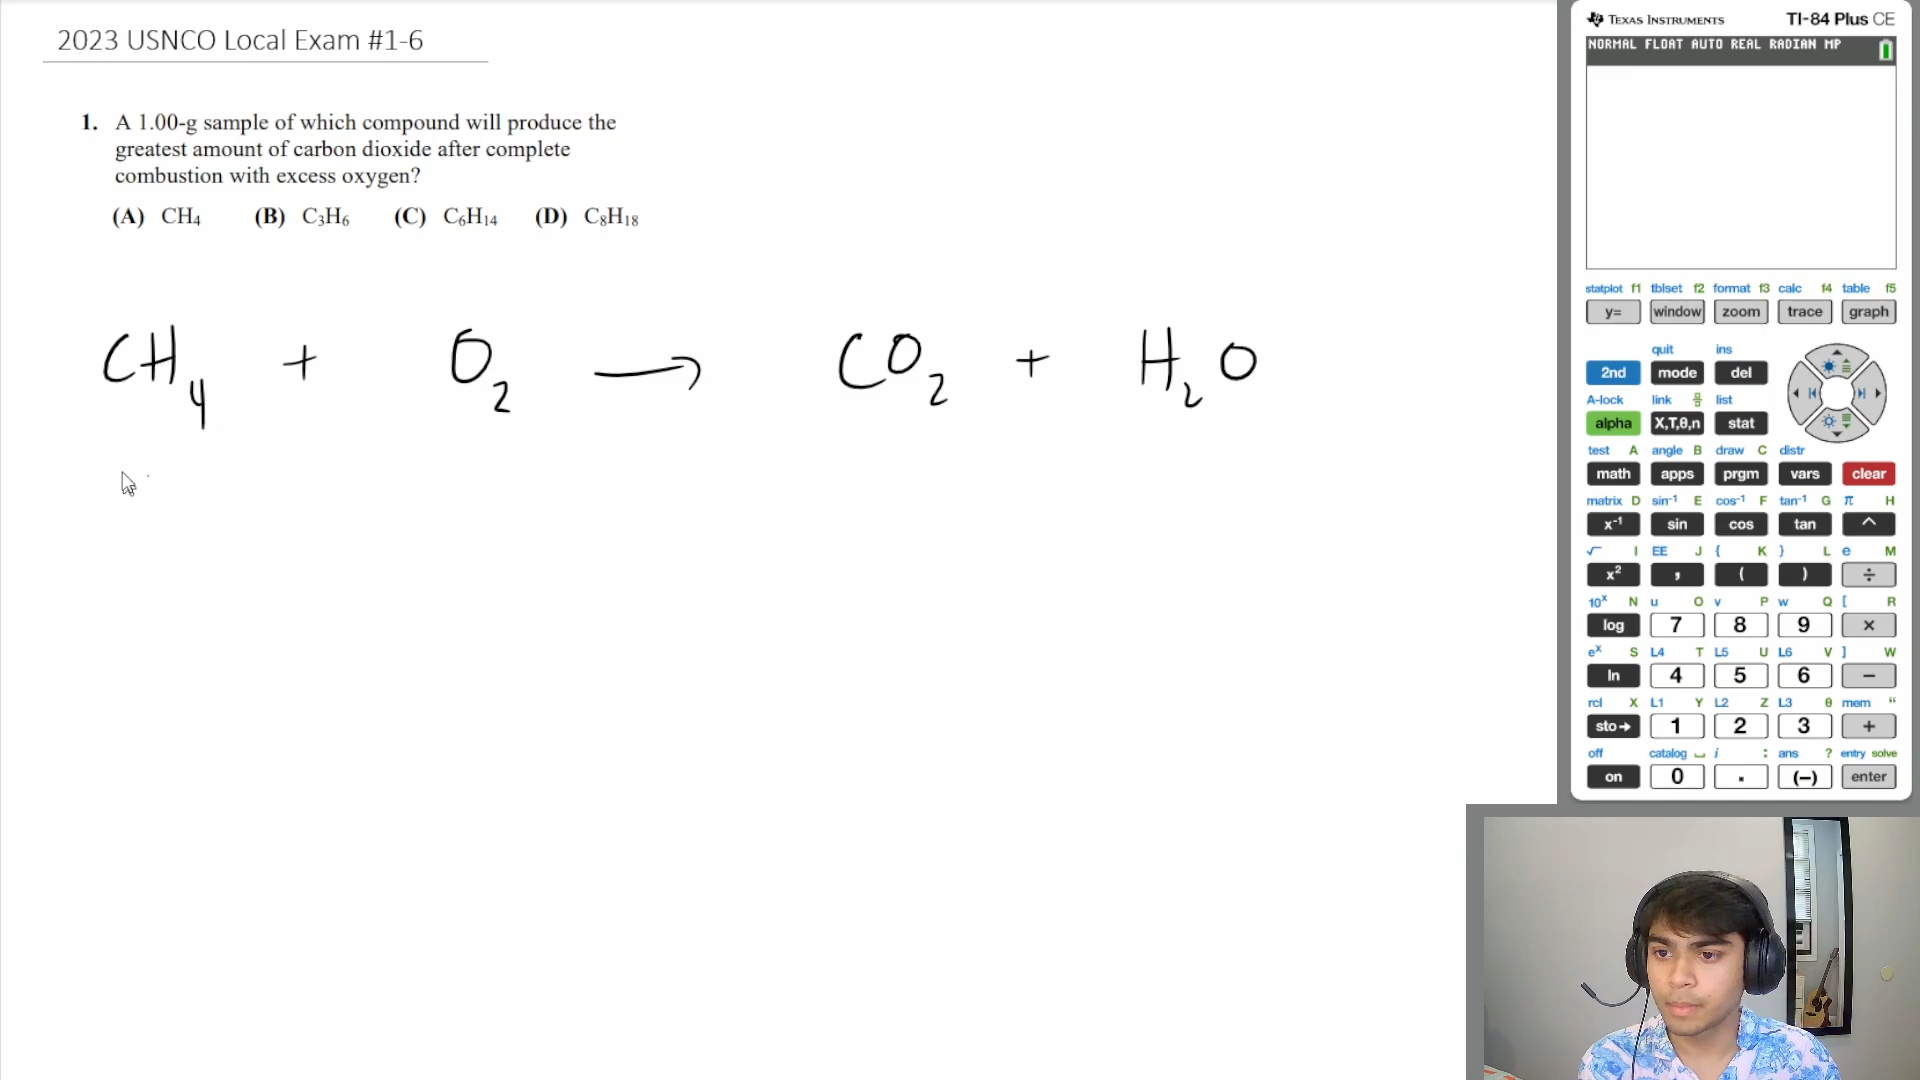 2023 USNCO Local Exam #1-6
1. A 1.00-g sample of which compound will produce the
greatest amount of carbon dioxide after complete
combustion with excess oxygen?
(A) CH₄ (B) C₃H₆ (C) C₆H₁₄ (D) C₈H₁₈
CH₄ + O₂ → CO₂ + H₂O
TEXAS INSTRUMENTS TI-84 Plus CE
NORMAL FLOAT AUTO REAL RADIAN MP
statplot f1 tblset f2 format f3 calc f4 table f5
y= window zoom trace graph
quit ins
2nd mode del
A-lock link list
alpha X,T,θ,n stat
test A angle B draw C distr
math apps prgm vars clear
matrix D sin⁻¹ E cos⁻¹ F tan⁻¹ G π H
x⁻¹ sin cos tan ^
√ I EE J { K } L e M
x² , ( ) ÷
10ˣ N u O v P w Q [ R
log 7 8 9 ×
eˣ S L4 T L5 U L6 V ] W
ln 4 5 6 −
rcl X L1 Y L2 Z L3 θ mem “
sto→ 1 2 3 +
off catalog ⎵ i : ans ? entry solve
on 0 . (−) enter